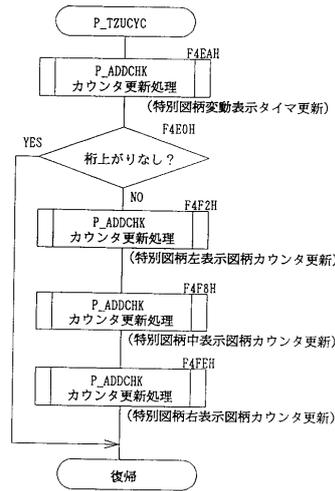 P_TZUCYC
F4EAH
P_ADDCHK
カウンタ更新処理
(特別図柄変動表示タイマ更新)
F4E0H
YES
桁上がりなし?
NO
F4F2H
P_ADDCHK
カウンタ更新処理
(特別図柄左表示図柄カウンタ更新)
F4F8H
P_ADDCHK
カウンタ更新処理
(特別図柄中表示図柄カウンタ更新)
F4FEH
P_ADDCHK
カウンタ更新処理
(特別図柄右表示図柄カウンタ更新)
復帰